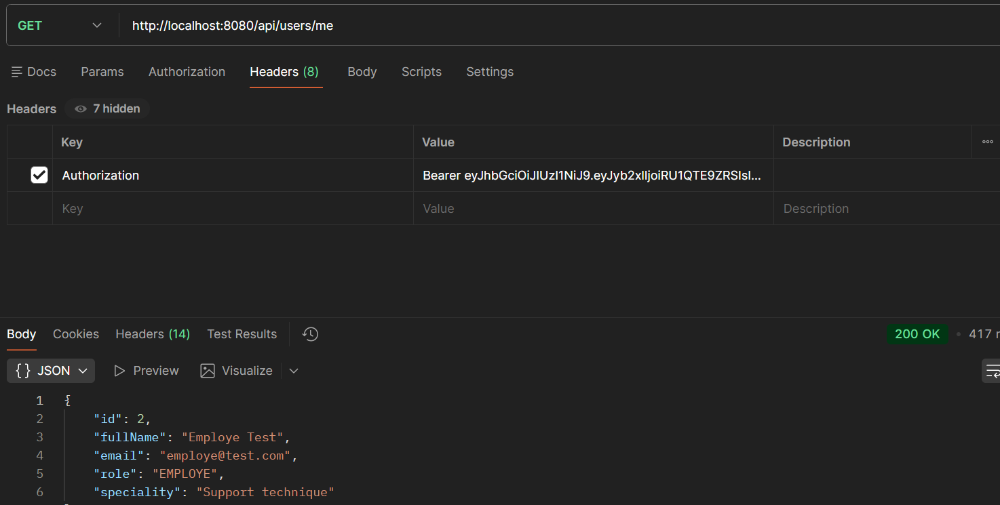 GET http://localhost:8080/api/users/me
Docs Params Authorization Headers (8) Body Scripts Settings
Headers 7 hidden
Key Value Description
Authorization Bearer eyJhbGciOiJIUzI1NiJ9.eyJyb2xlIjoiRU1QTE9ZRSIsI...
Key Value Description
Body Cookies Headers (14) Test Results 200 OK • 417
{} JSON Preview Visualize
1 {
2 "id": 2,
3 "fullName": "Employe Test",
4 "email": "employe@test.com",
5 "role": "EMPLOYE",
6 "speciality": "Support technique"